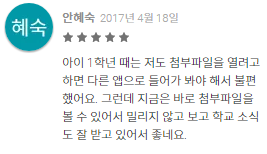 혜숙
안혜숙 2017년 4월 18일
★★★★★
아이 1학년 때는 저도 첨부파일을 열려고
하면 다른 앱으로 들어가 봐야 해서 불편
했어요. 그런데 지금은 바로 첨부파일을
볼 수 있어서 밀리지 않고 보고 학교 소식
도 잘 받고 있어서 좋네요.